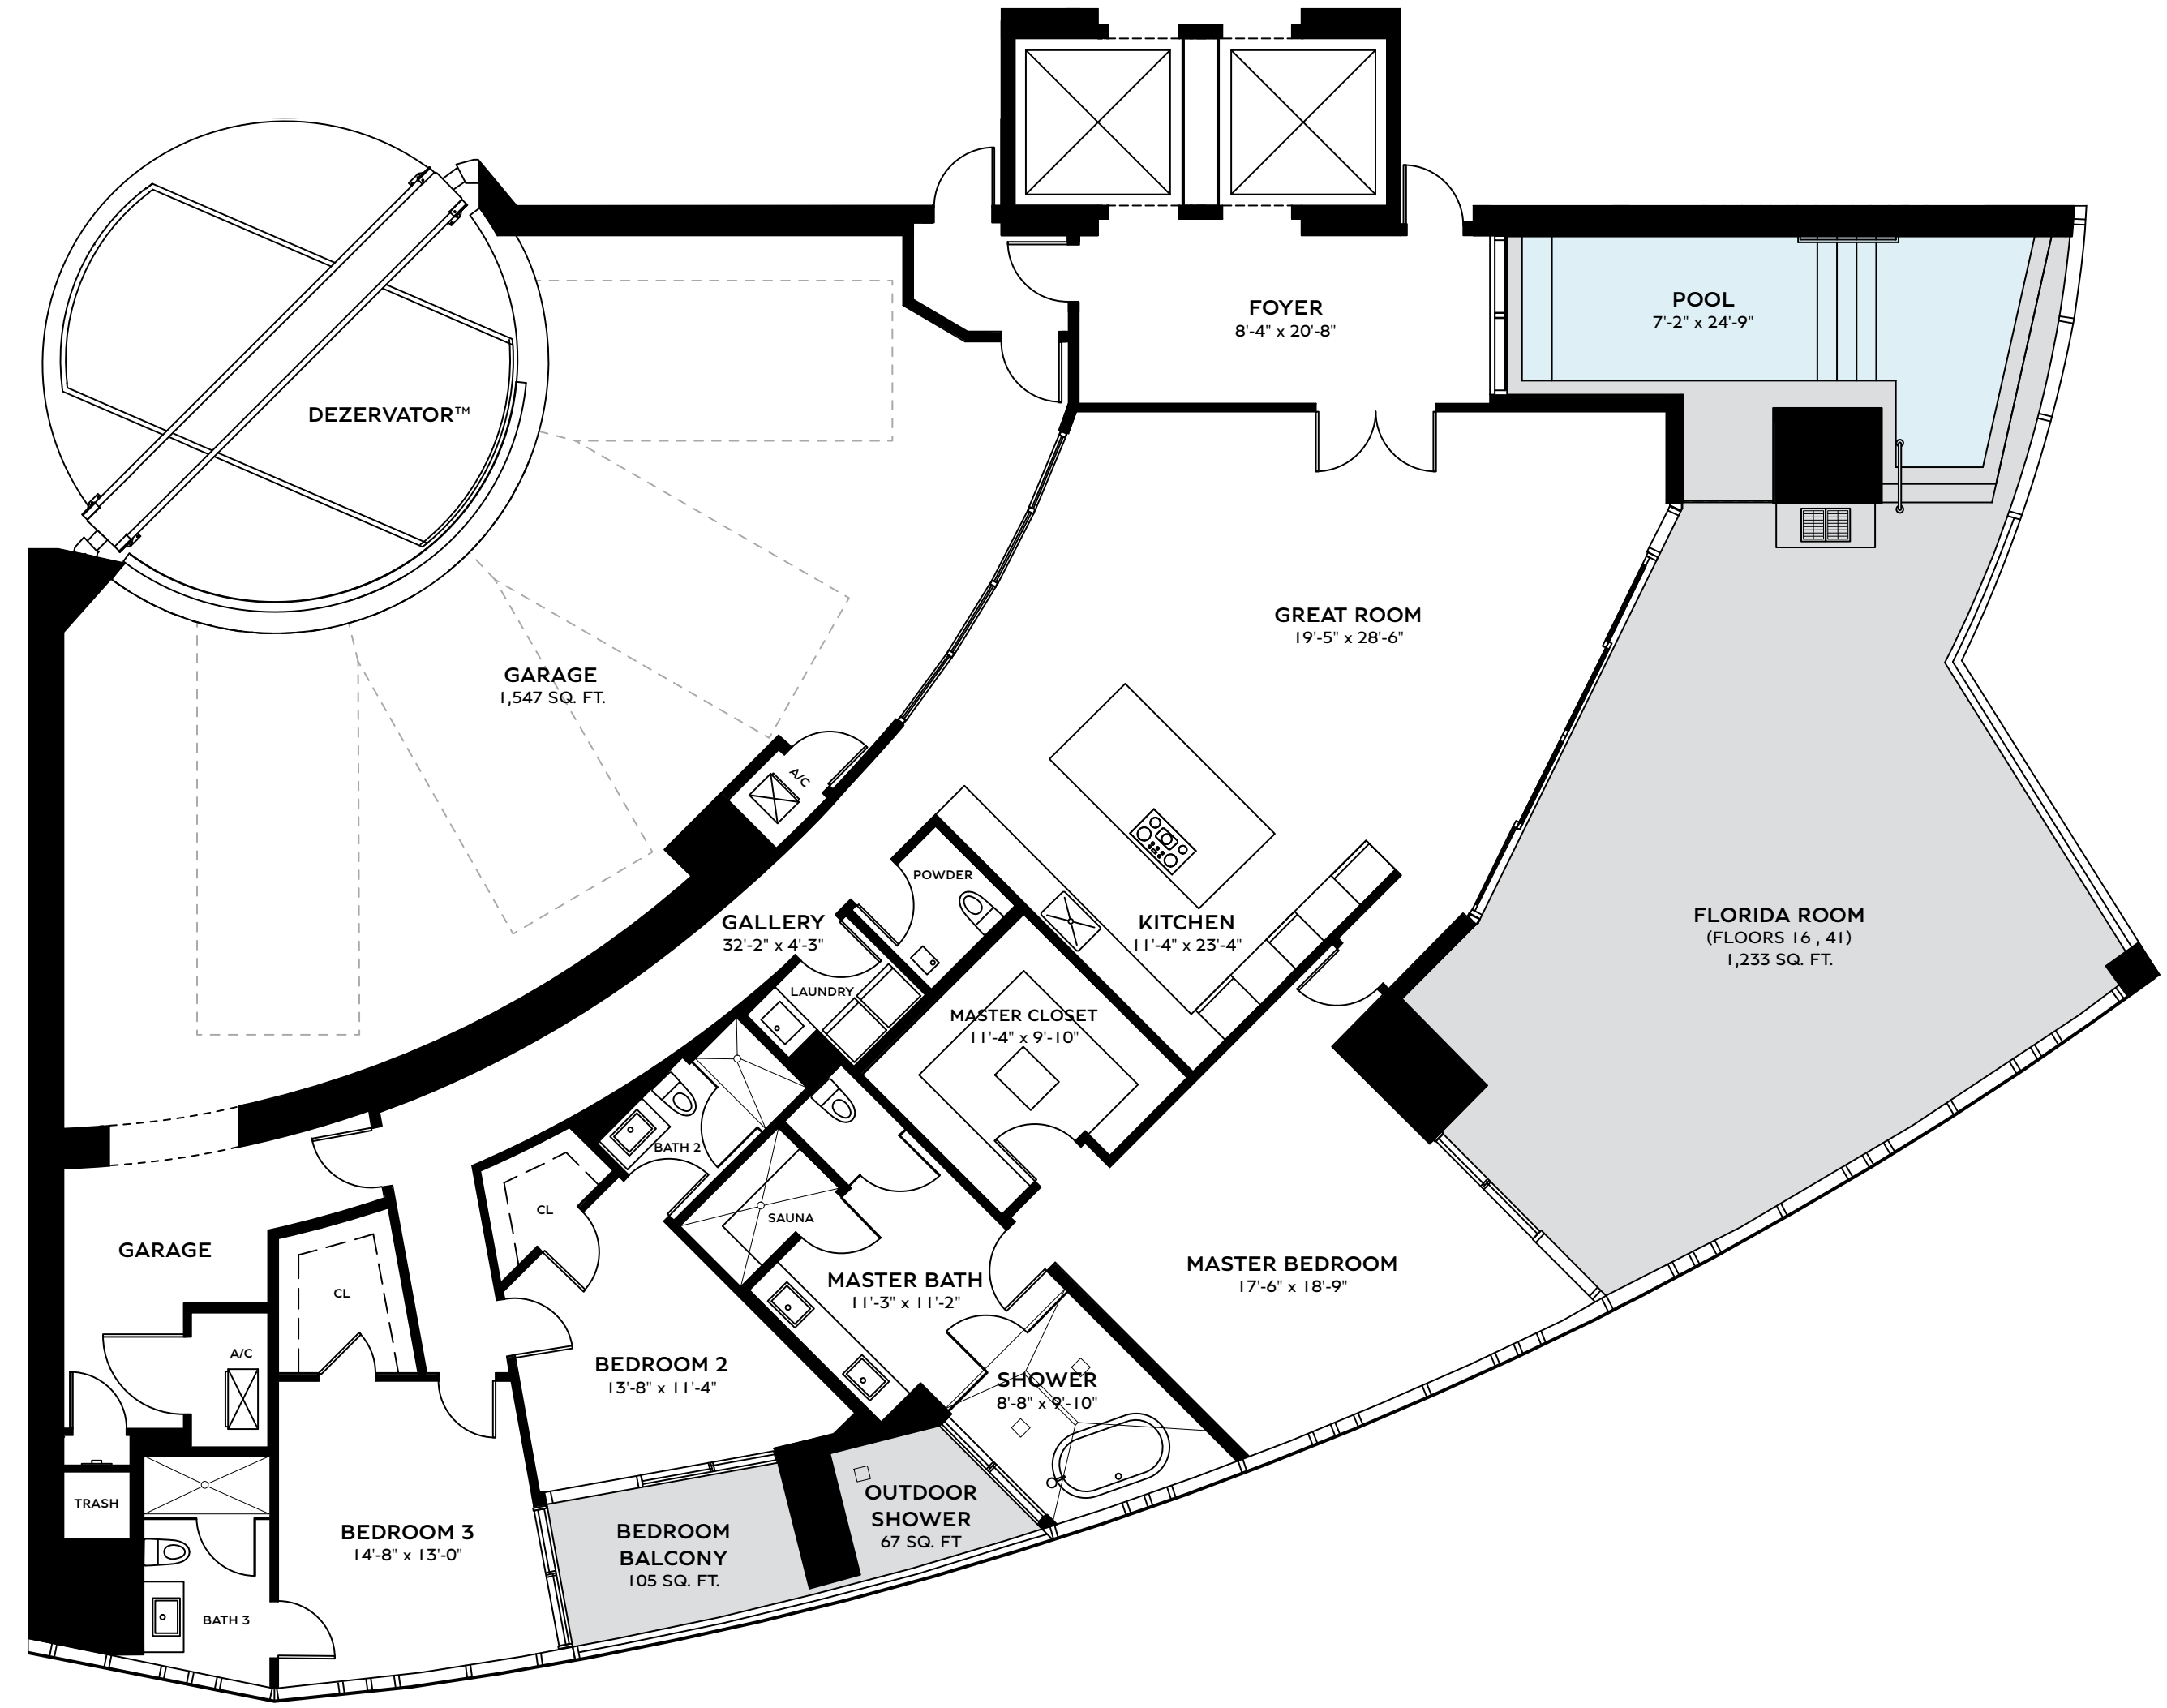 FOYER
8'-4" x 20'-8"
POOL
7'-2" x 24'-9"
DEZERVATOR™
GREAT ROOM
19'-5" x 28'-6"
GARAGE
1,547 SQ. FT.
A/C
POWDER
GALLERY
32'-2" x 4'-3"
KITCHEN
11'-4" x 23'-4"
FLORIDA ROOM
(FLOORS 16 , 41)
1,233 SQ. FT.
LAUNDRY
MASTER CLOSET
11'-4" x 9'-10"
BATH 2
CL
SAUNA
GARAGE
CL
MASTER BATH
11'-3" x 11'-2"
MASTER BEDROOM
17'-6" x 18'-9"
A/C
BEDROOM 2
13'-8" x 11'-4"
SHOWER
8'-8" x 9'-10"
TRASH
OUTDOOR
SHOWER
67 SQ. FT
BEDROOM 3
14'-8" x 13'-0"
BEDROOM
BALCONY
105 SQ. FT.
BATH 3